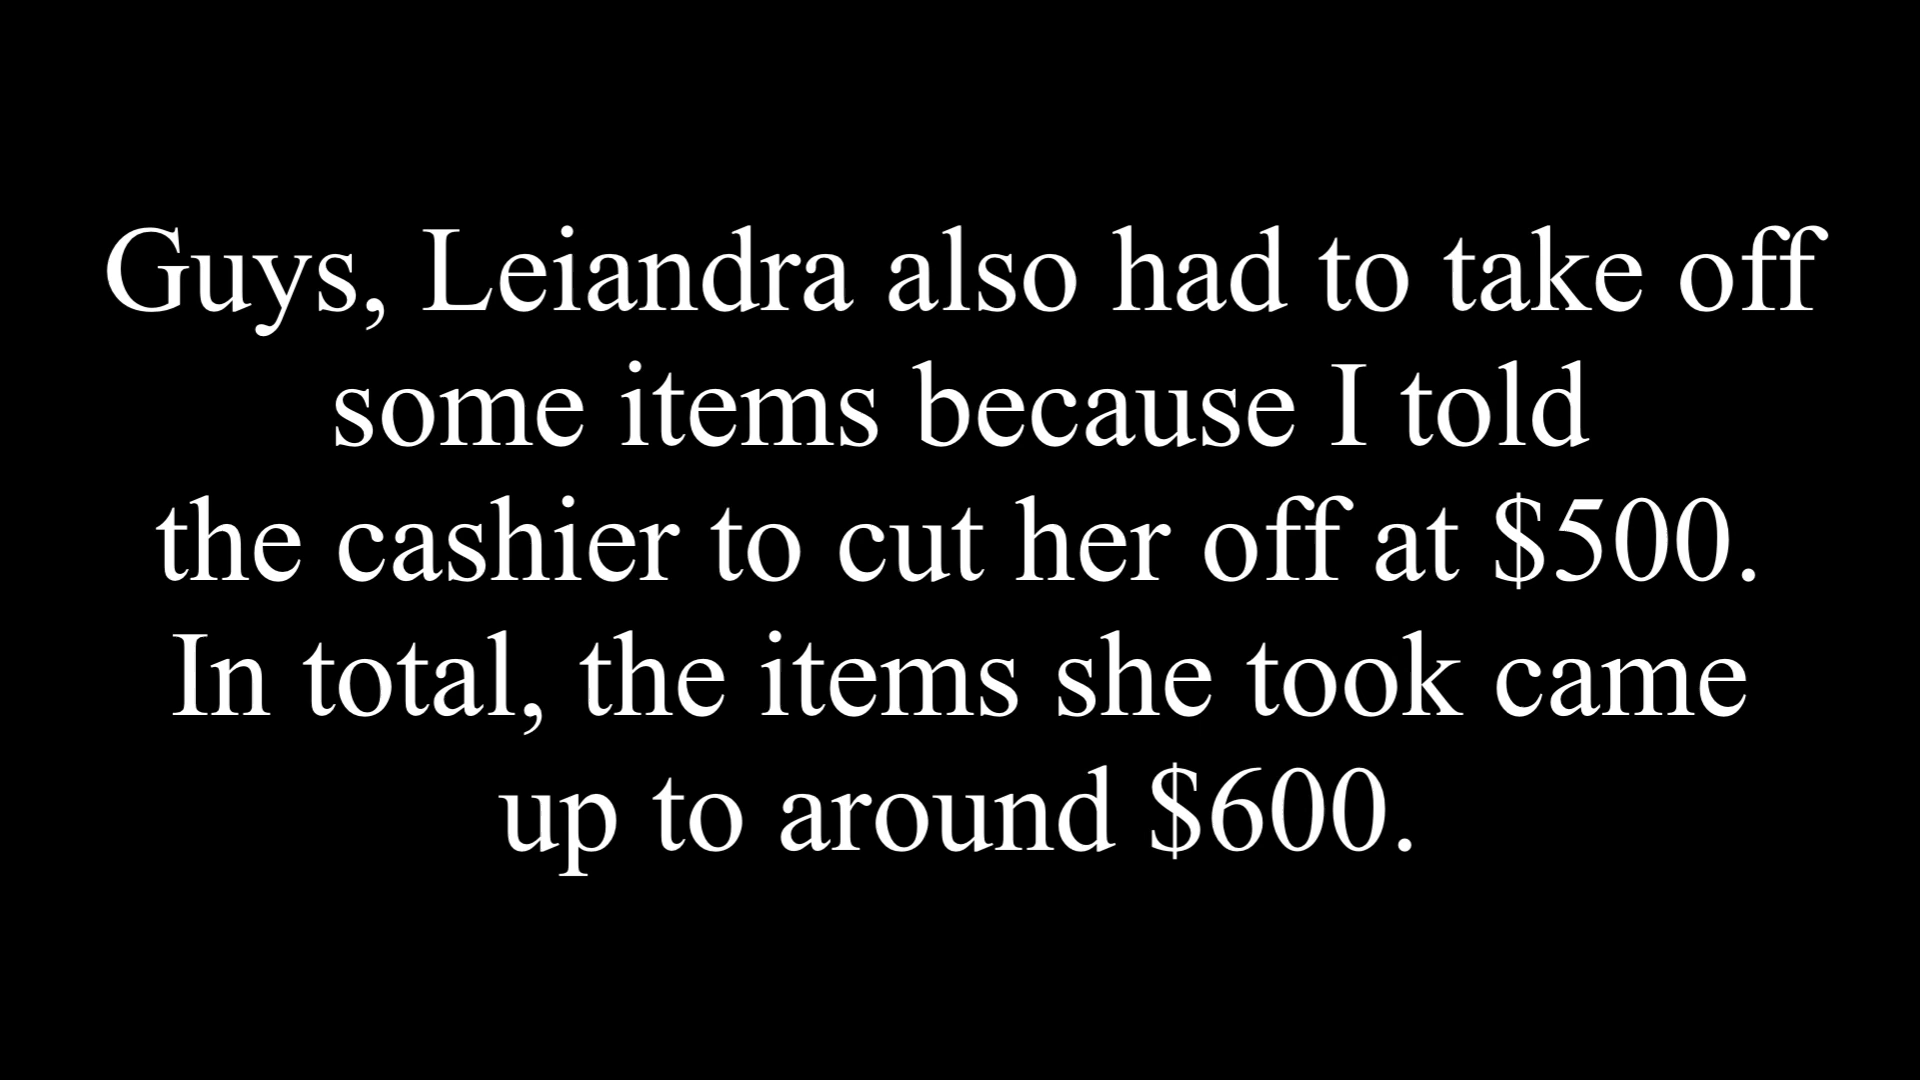 Guys, Leiandra also had to take off
some items because I told
the cashier to cut her off at $500.
In total, the items she took came
up to around $600.